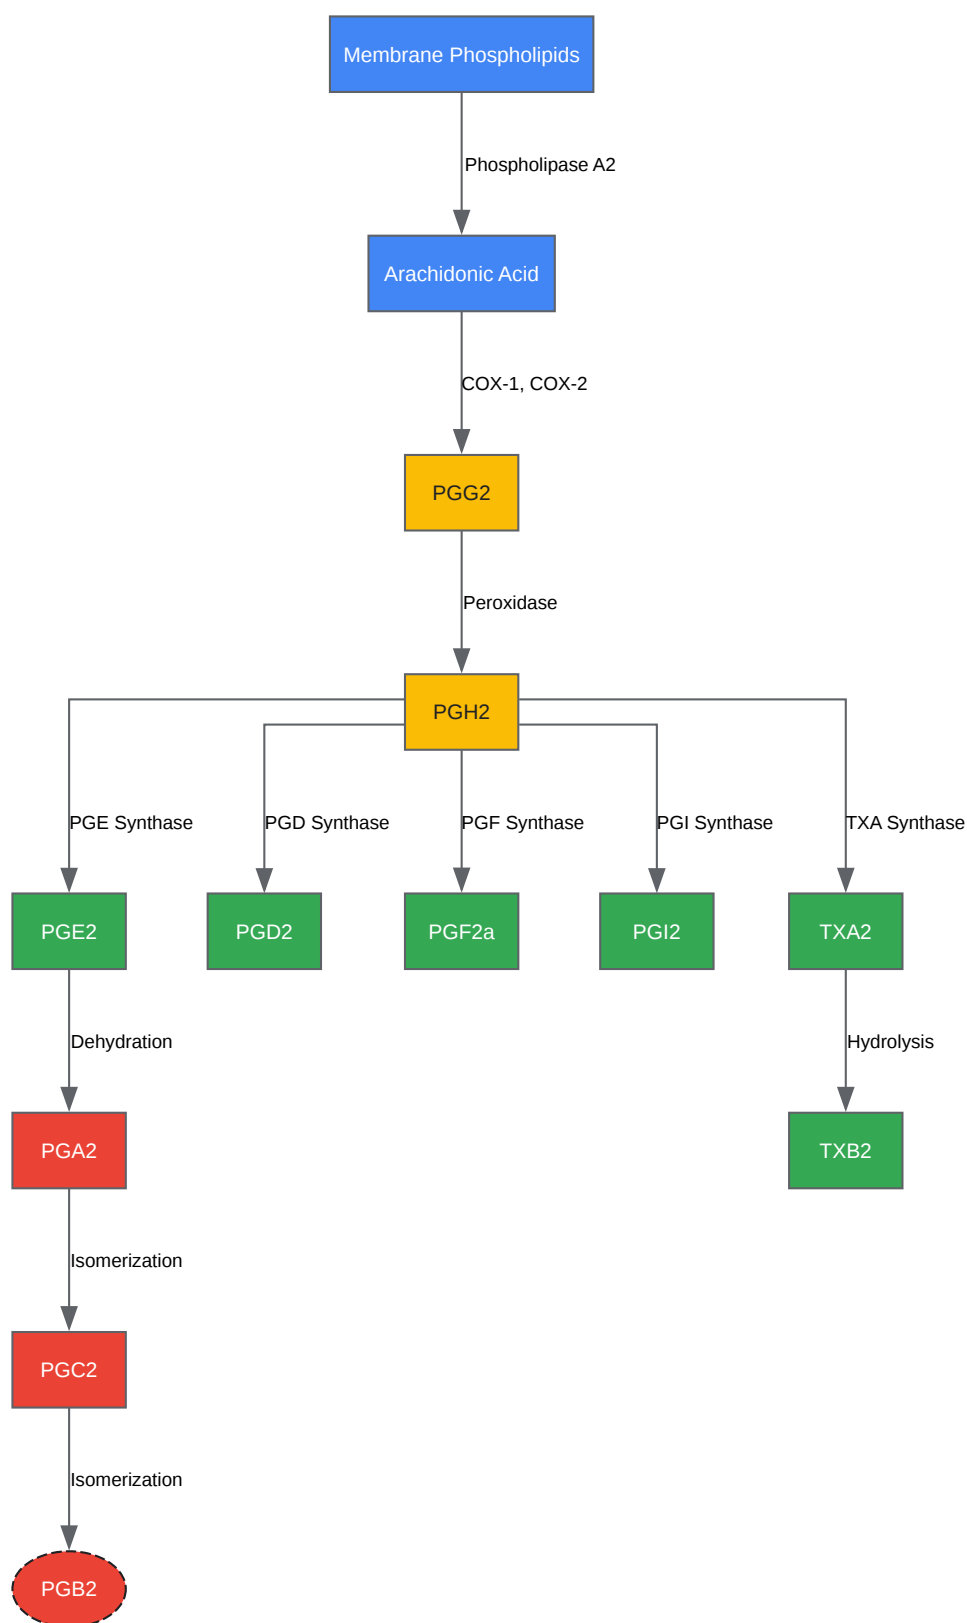 Membrane Phospholipids
Phospholipase A2
Arachidonic Acid
COX-1, COX-2
PGG2
Peroxidase
PGH2
PGE Synthase
PGD Synthase
PGF Synthase
PGI Synthase
TXA Synthase
PGE2
PGD2
PGF2a
PGI2
TXA2
Dehydration
Hydrolysis
PGA2
TXB2
Isomerization
PGC2
Isomerization
PGB2